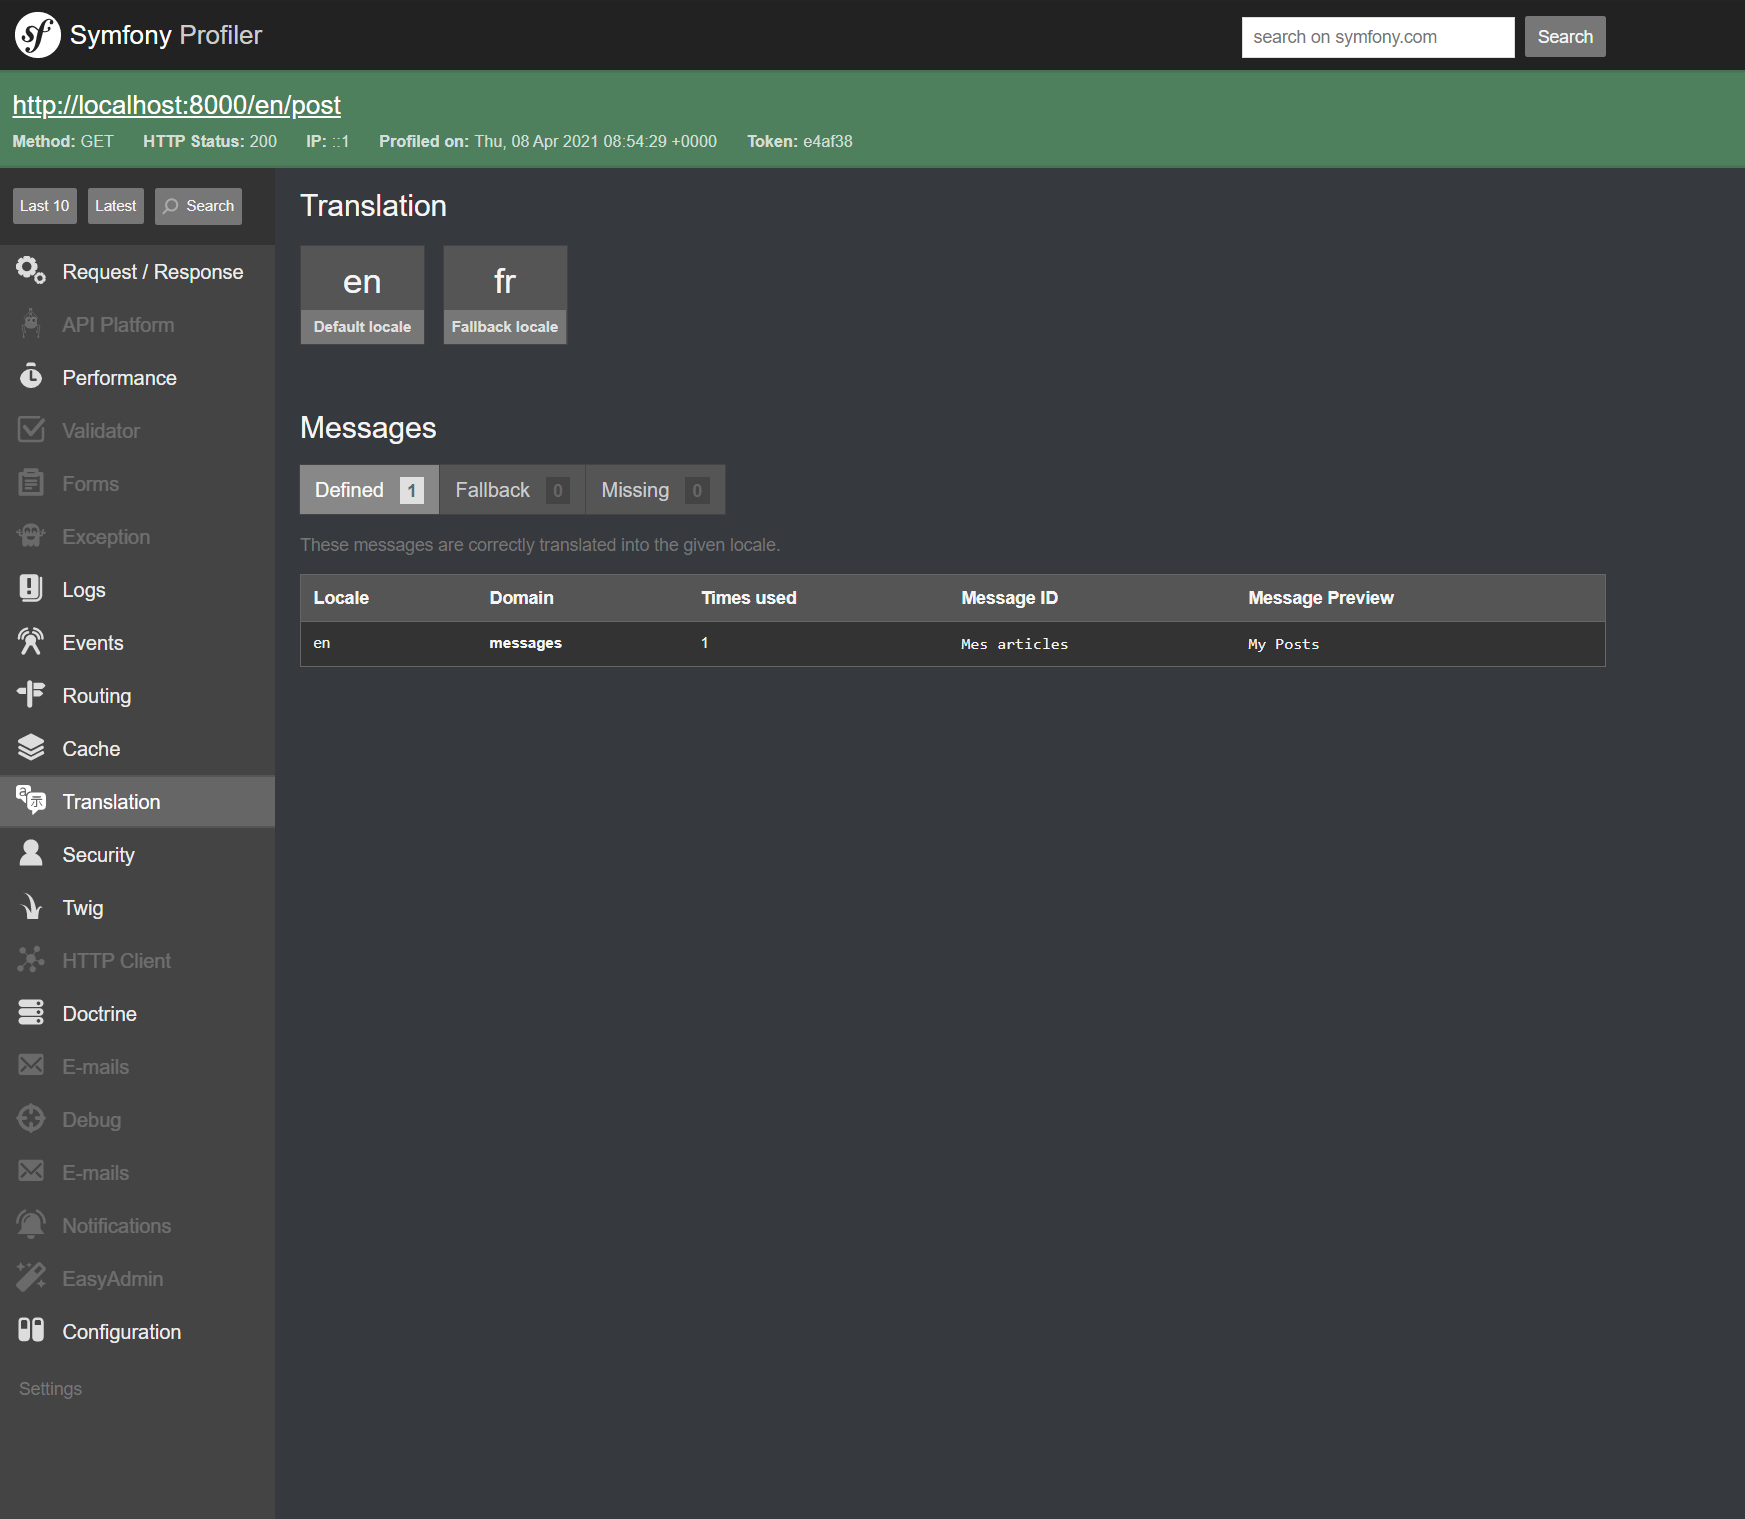 Symfony Profiler
search on symfony.com
Search
http://localhost:8000/en/post
Method: GET HTTP Status: 200 IP: ::1 Profiled on: Thu, 08 Apr 2021 08:54:29 +0000 Token: e4af38
Last 10 Latest Search
Request / Response
API Platform
Performance
Validator
Forms
Exception
Logs
Events
Routing
Cache
Translation
Security
Twig
HTTP Client
Doctrine
E-mails
Debug
E-mails
Notifications
EasyAdmin
Configuration
Settings
Translation
en
Default locale
fr
Fallback locale
Messages
Defined 1 Fallback 0 Missing 0
These messages are correctly translated into the given locale.
Locale Domain Times used Message ID Message Preview
en messages 1 Mes articles My Posts